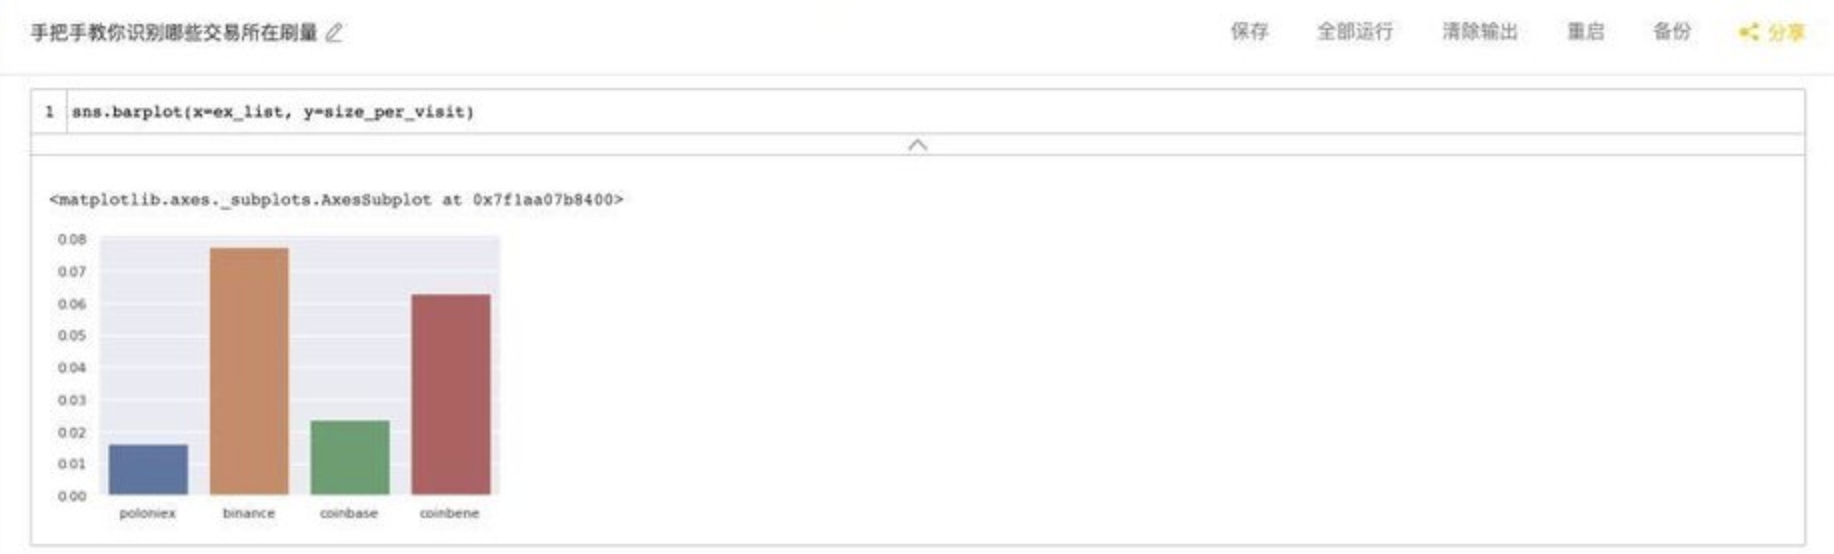 手把手教你识别哪些交易所在刷量
保存 全部运行 清除输出 重启 备份 分享
1 sns.barplot(x=ex_list, y=size_per_visit)
<matplotlib.axes._subplots.AxesSubplot at 0x7f1aa07b8400>
0.08
0.07
0.06
0.05
0.04
0.03
0.02
0.01
0.00
poloniex binance coinbase coinbene